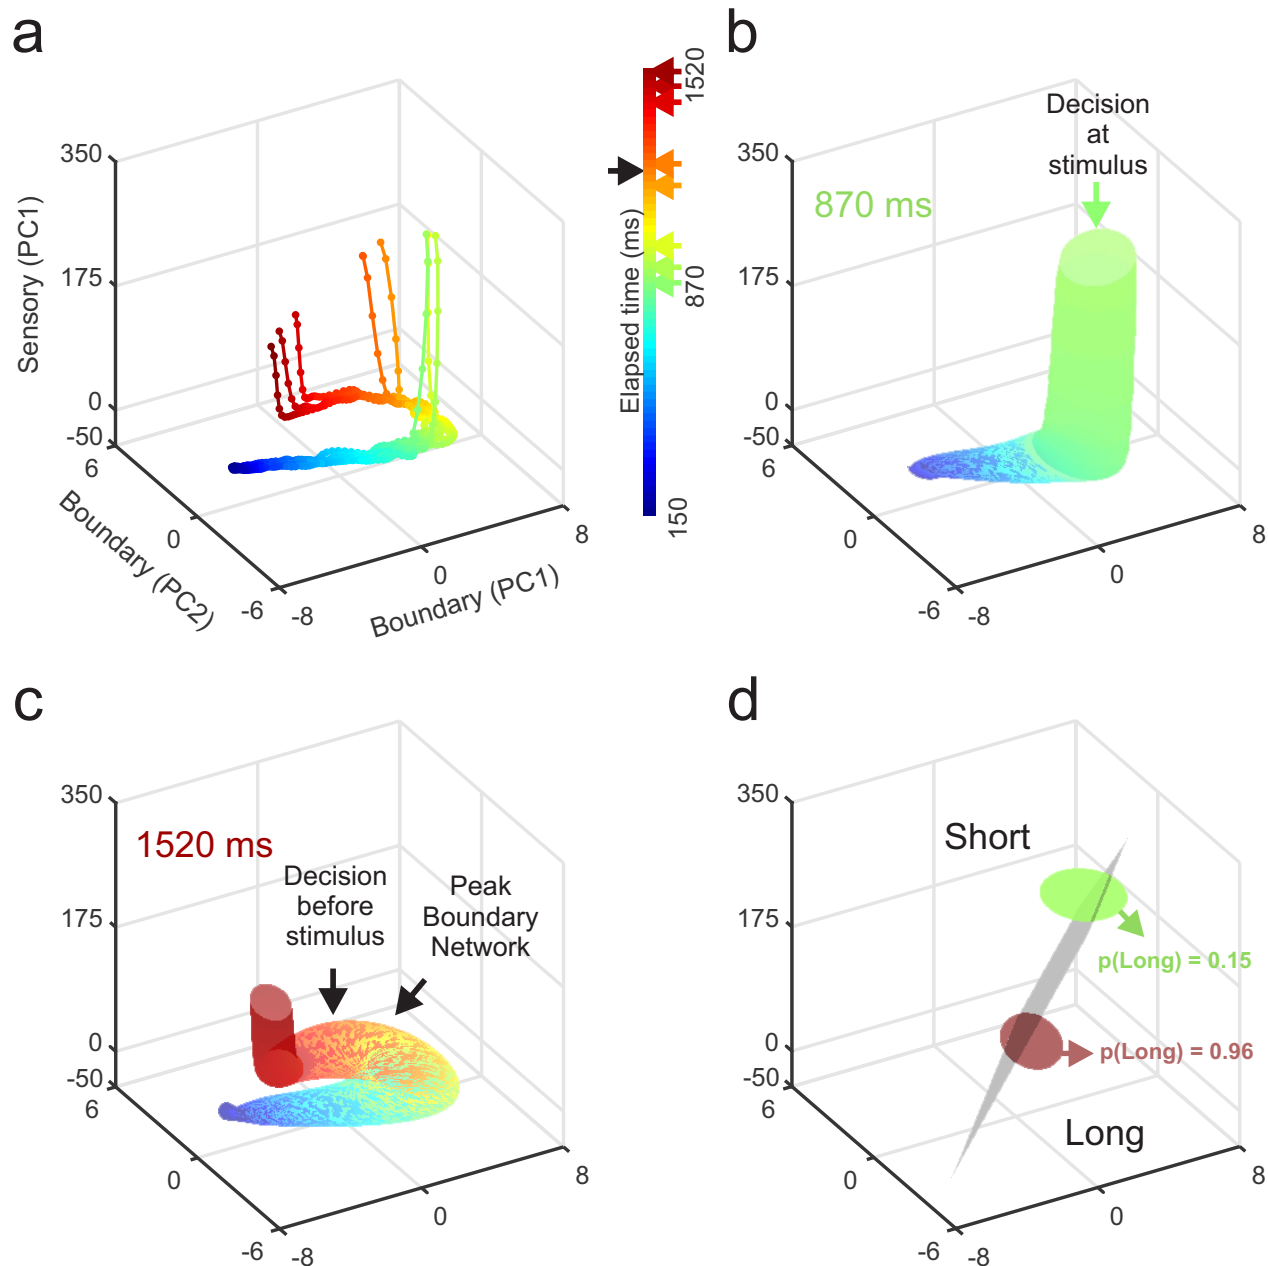 a
350
175
0
-50
6
0
-6
-8
0
8
Sensory (PC1)
Boundary (PC2)
Boundary (PC1)
Elapsed time (ms)
1520
870
150
b
350
175
0
-50
6
0
-6
-8
0
8
870 ms
Decision
at
stimulus
c
350
175
0
-50
6
0
-6
-8
0
8
1520 ms
Decision
before
stimulus
Peak
Boundary
Network
d
350
175
0
-50
6
0
-6
-8
0
8
Short
p(Long) = 0.15
p(Long) = 0.96
Long